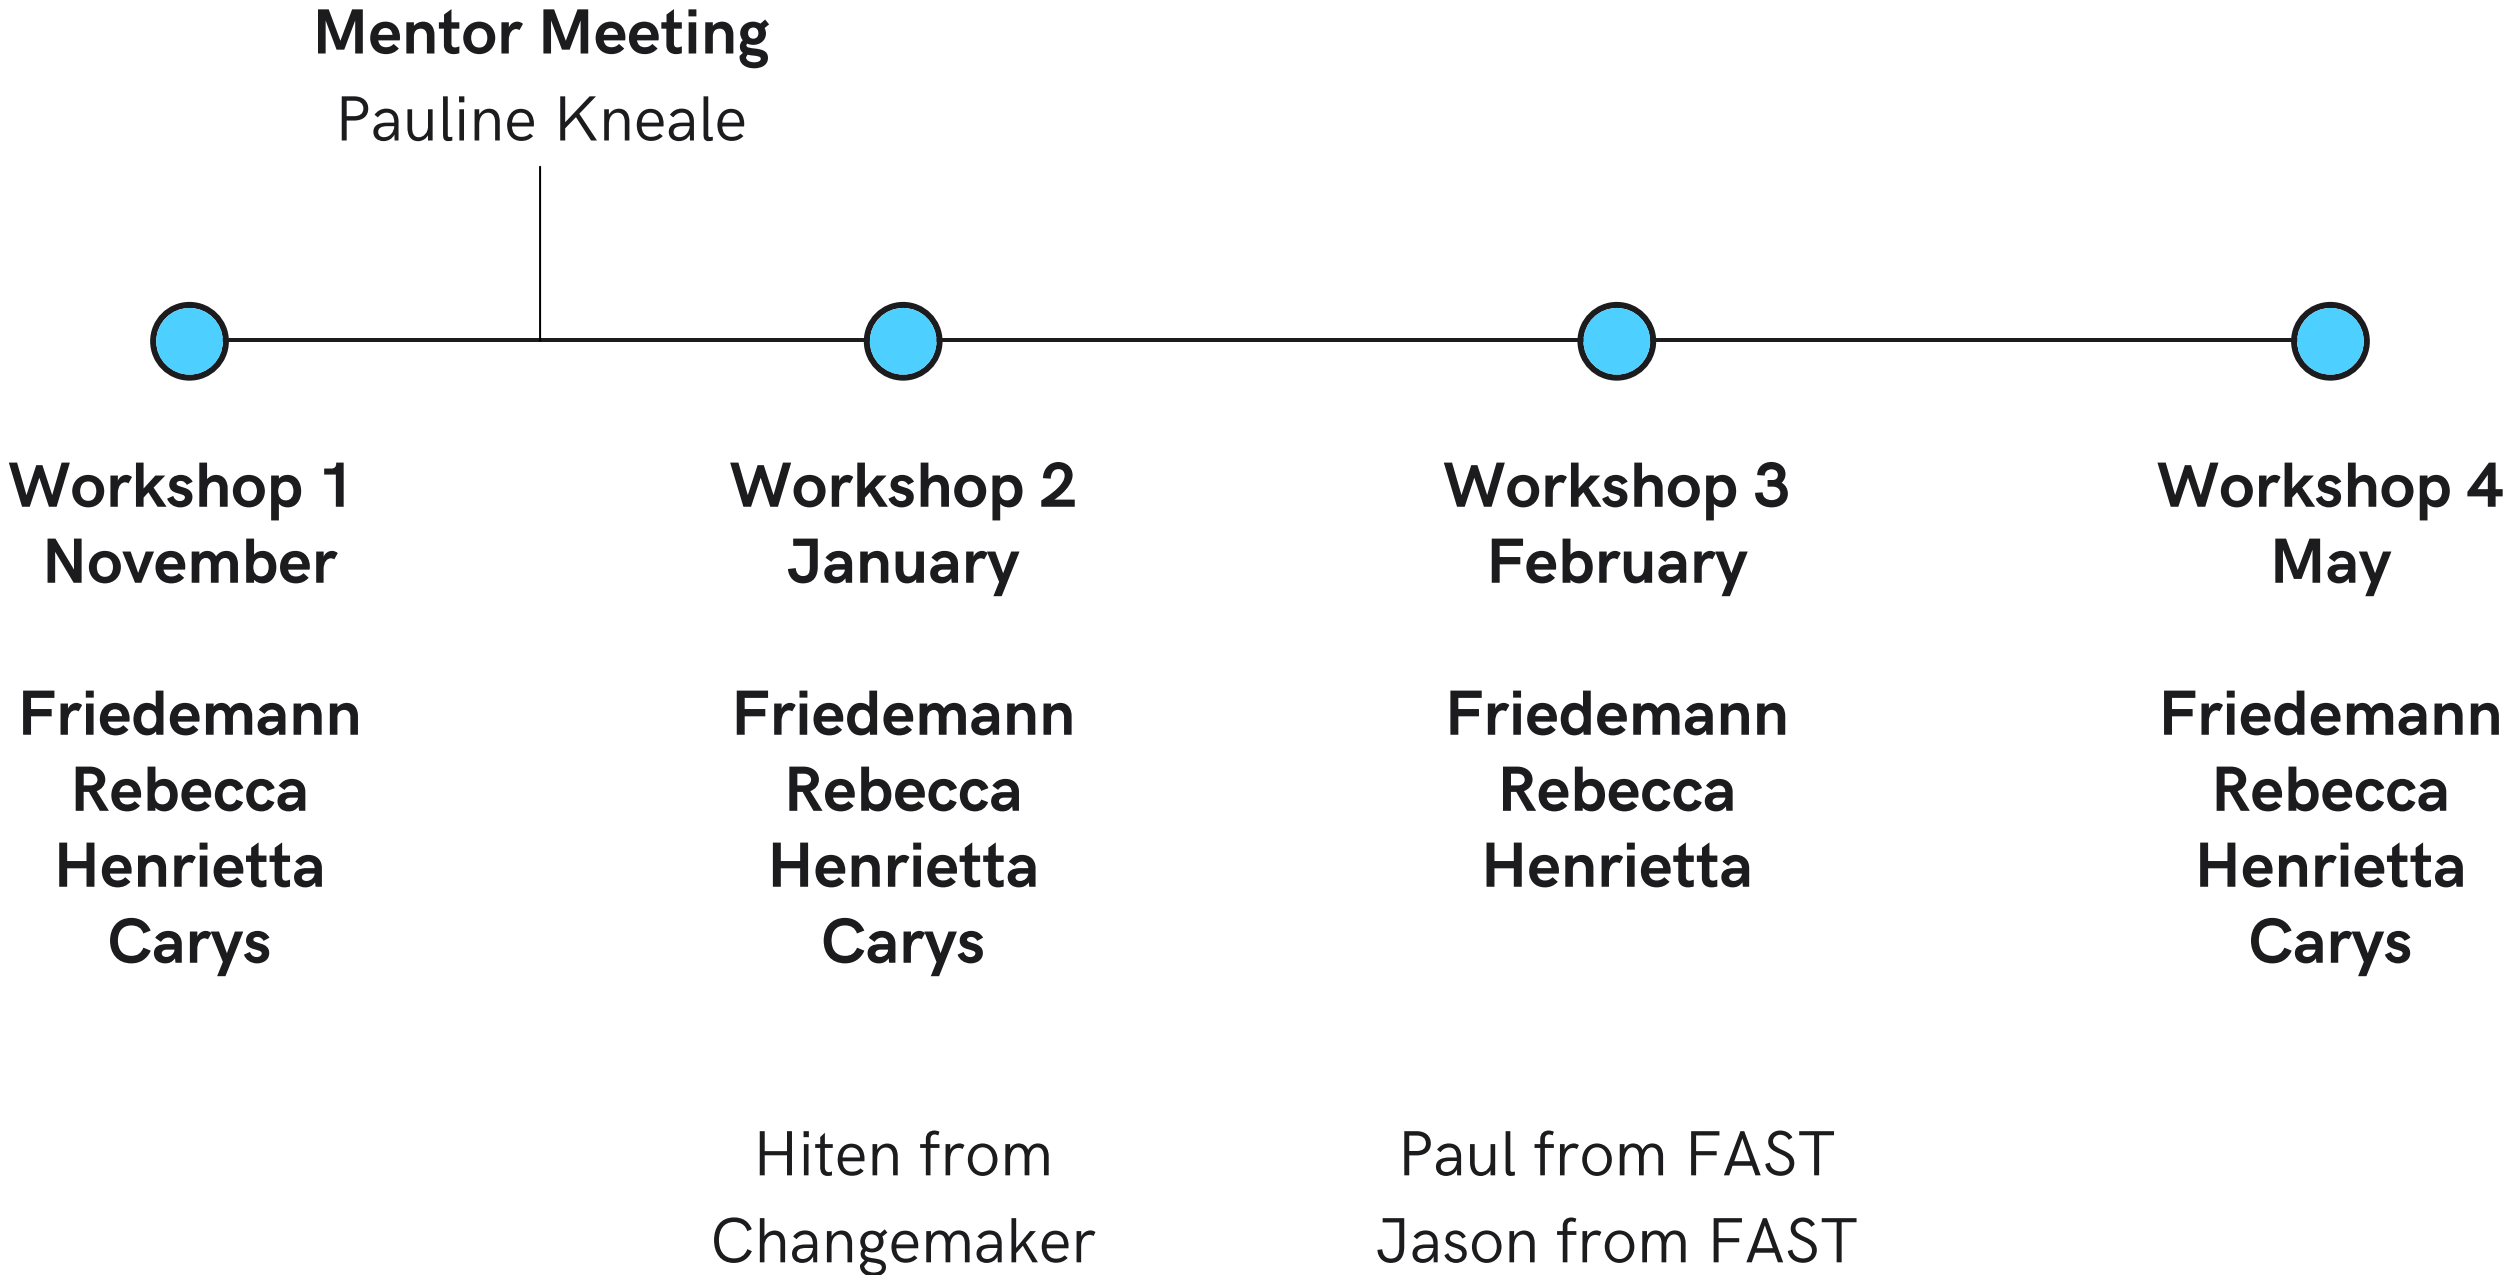 Mentor Meeting
Pauline Kneale
Workshop 1
November
Friedemann
Rebecca
Henrietta
Carys
Workshop 2
January
Friedemann
Rebecca
Henrietta
Carys
Hiten from
Changemaker
Workshop 3
February
Friedemann
Rebecca
Henrietta
Paul from FAST
Jason from FAST
Workshop 4
May
Friedemann
Rebecca
Henrietta
Carys